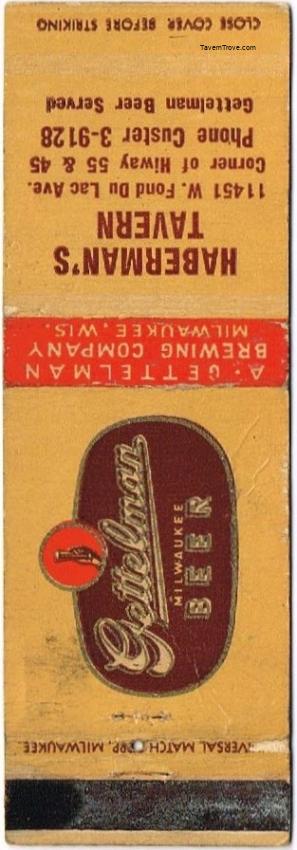 CLOSE COVER BEFORE STRIKING
TavernTrove.com
HABERMAN'S
TAVERN
11451 W. Fond Du Lac Ave.
Corner of Hiway 55 & 45
Phone Custer 3-9128
Gettelman Beer Served
A. GETTELMAN
BREWING COMPANY
MILWAUKEE, WIS.
Gettelman
MILWAUKEE
BEER
MATCH MILWAUKEE